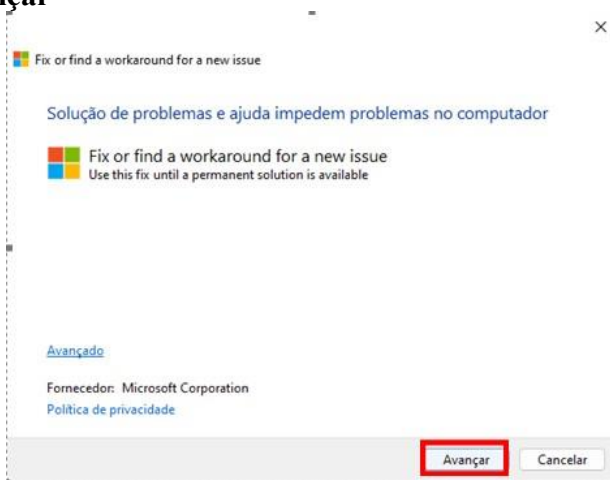 çar
Fix or find a workaround for a new issue
Solução de problemas e ajuda impedem problemas no computador
Fix or find a workaround for a new issue
Use this fix until a permanent solution is available
Avançado
Fornecedor: Microsoft Corporation
Política de privacidade
Avançar Cancelar